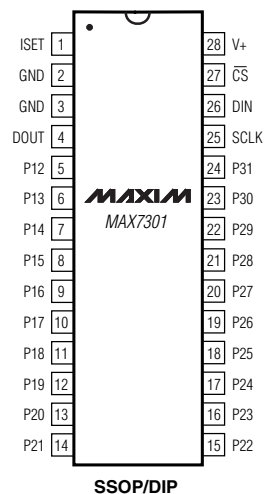 ISET 1 28 V+
GND 2 27 C̅S̅
GND 3 26 DIN
DOUT 4 25 SCLK
P12 5 24 P31
P13 6 MAXIM 23 P30
P14 7 MAX7301 22 P29
P15 8 21 P28
P16 9 20 P27
P17 10 19 P26
P18 11 18 P25
P19 12 17 P24
P20 13 16 P23
P21 14 15 P22
SSOP/DIP